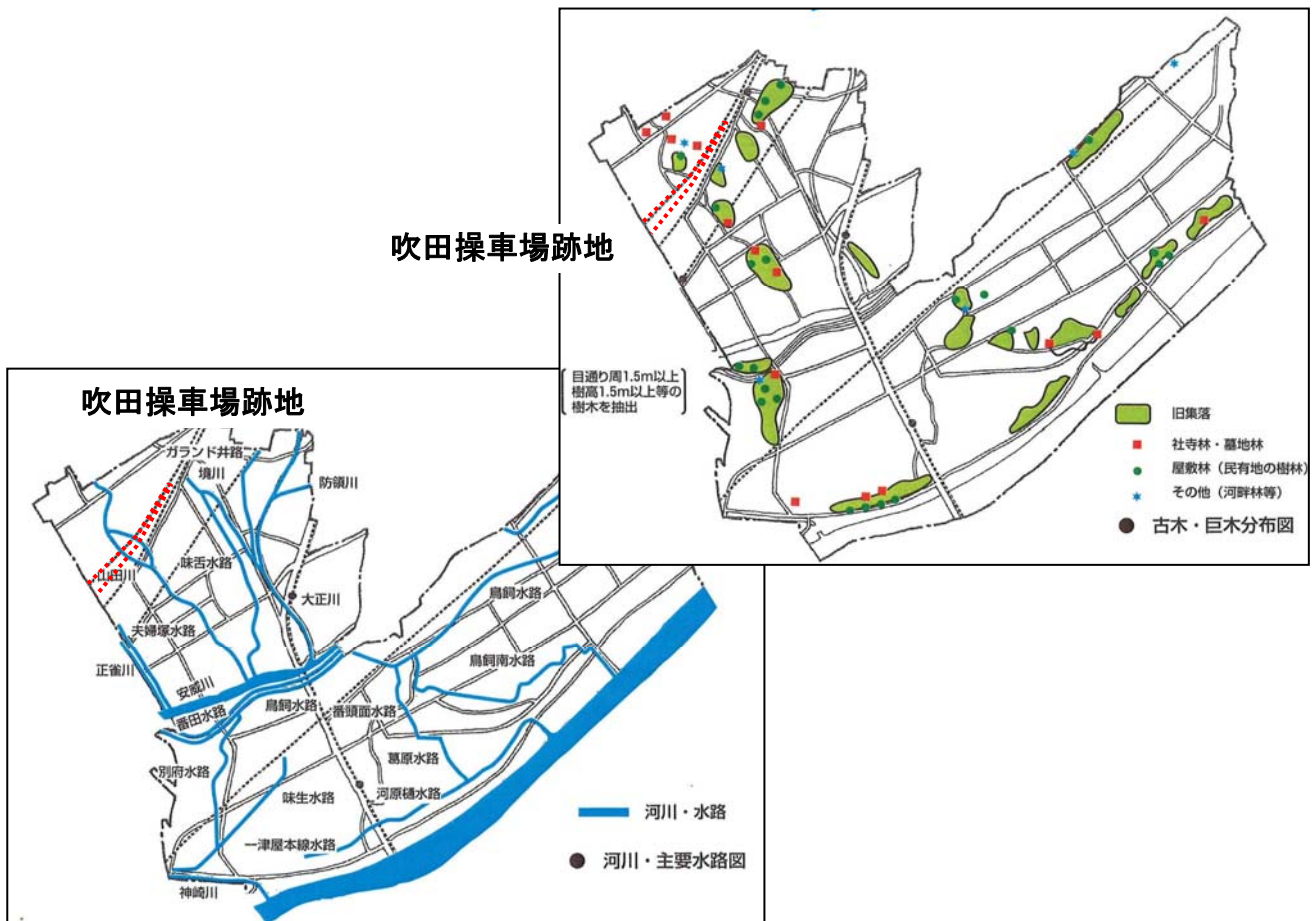 吹田操車場跡地
目通り周1.5m以上
樹高1.5m以上等の
樹木を抽出
旧集落
社寺林・墓地林
屋敷林（民有地の樹林）
その他（河畔林等）
古木・巨木分布図
吹田操車場跡地
ガランド井路
境川
防領川
山田川
味舌水路
大正川
夫婦塚水路
正雀川
安威川
番田水路
鳥飼水路
鳥飼南水路
鳥飼水路
番頭面水路
別府水路
葛原水路
味生水路
河原樋水路
一津屋本線水路
神崎川
河川・水路
河川・主要水路図